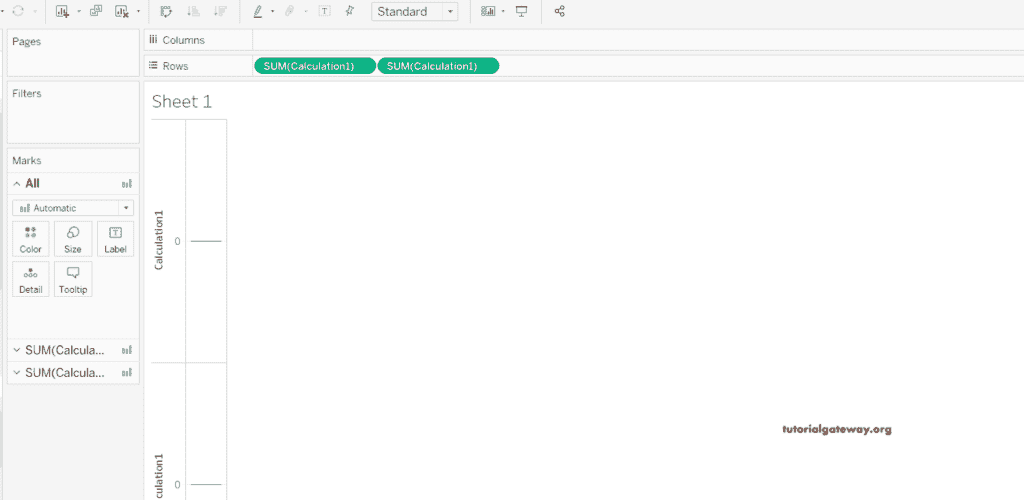 Standard
Pages
Columns
Rows
SUM(Calculation1) SUM(Calculation1)
Filters
Sheet 1
Marks
All
Automatic
Color Size Label
Detail Tooltip
SUM(Calcula...
SUM(Calcula...
Calculation1
0
culation1
0
tutorialgateway.org